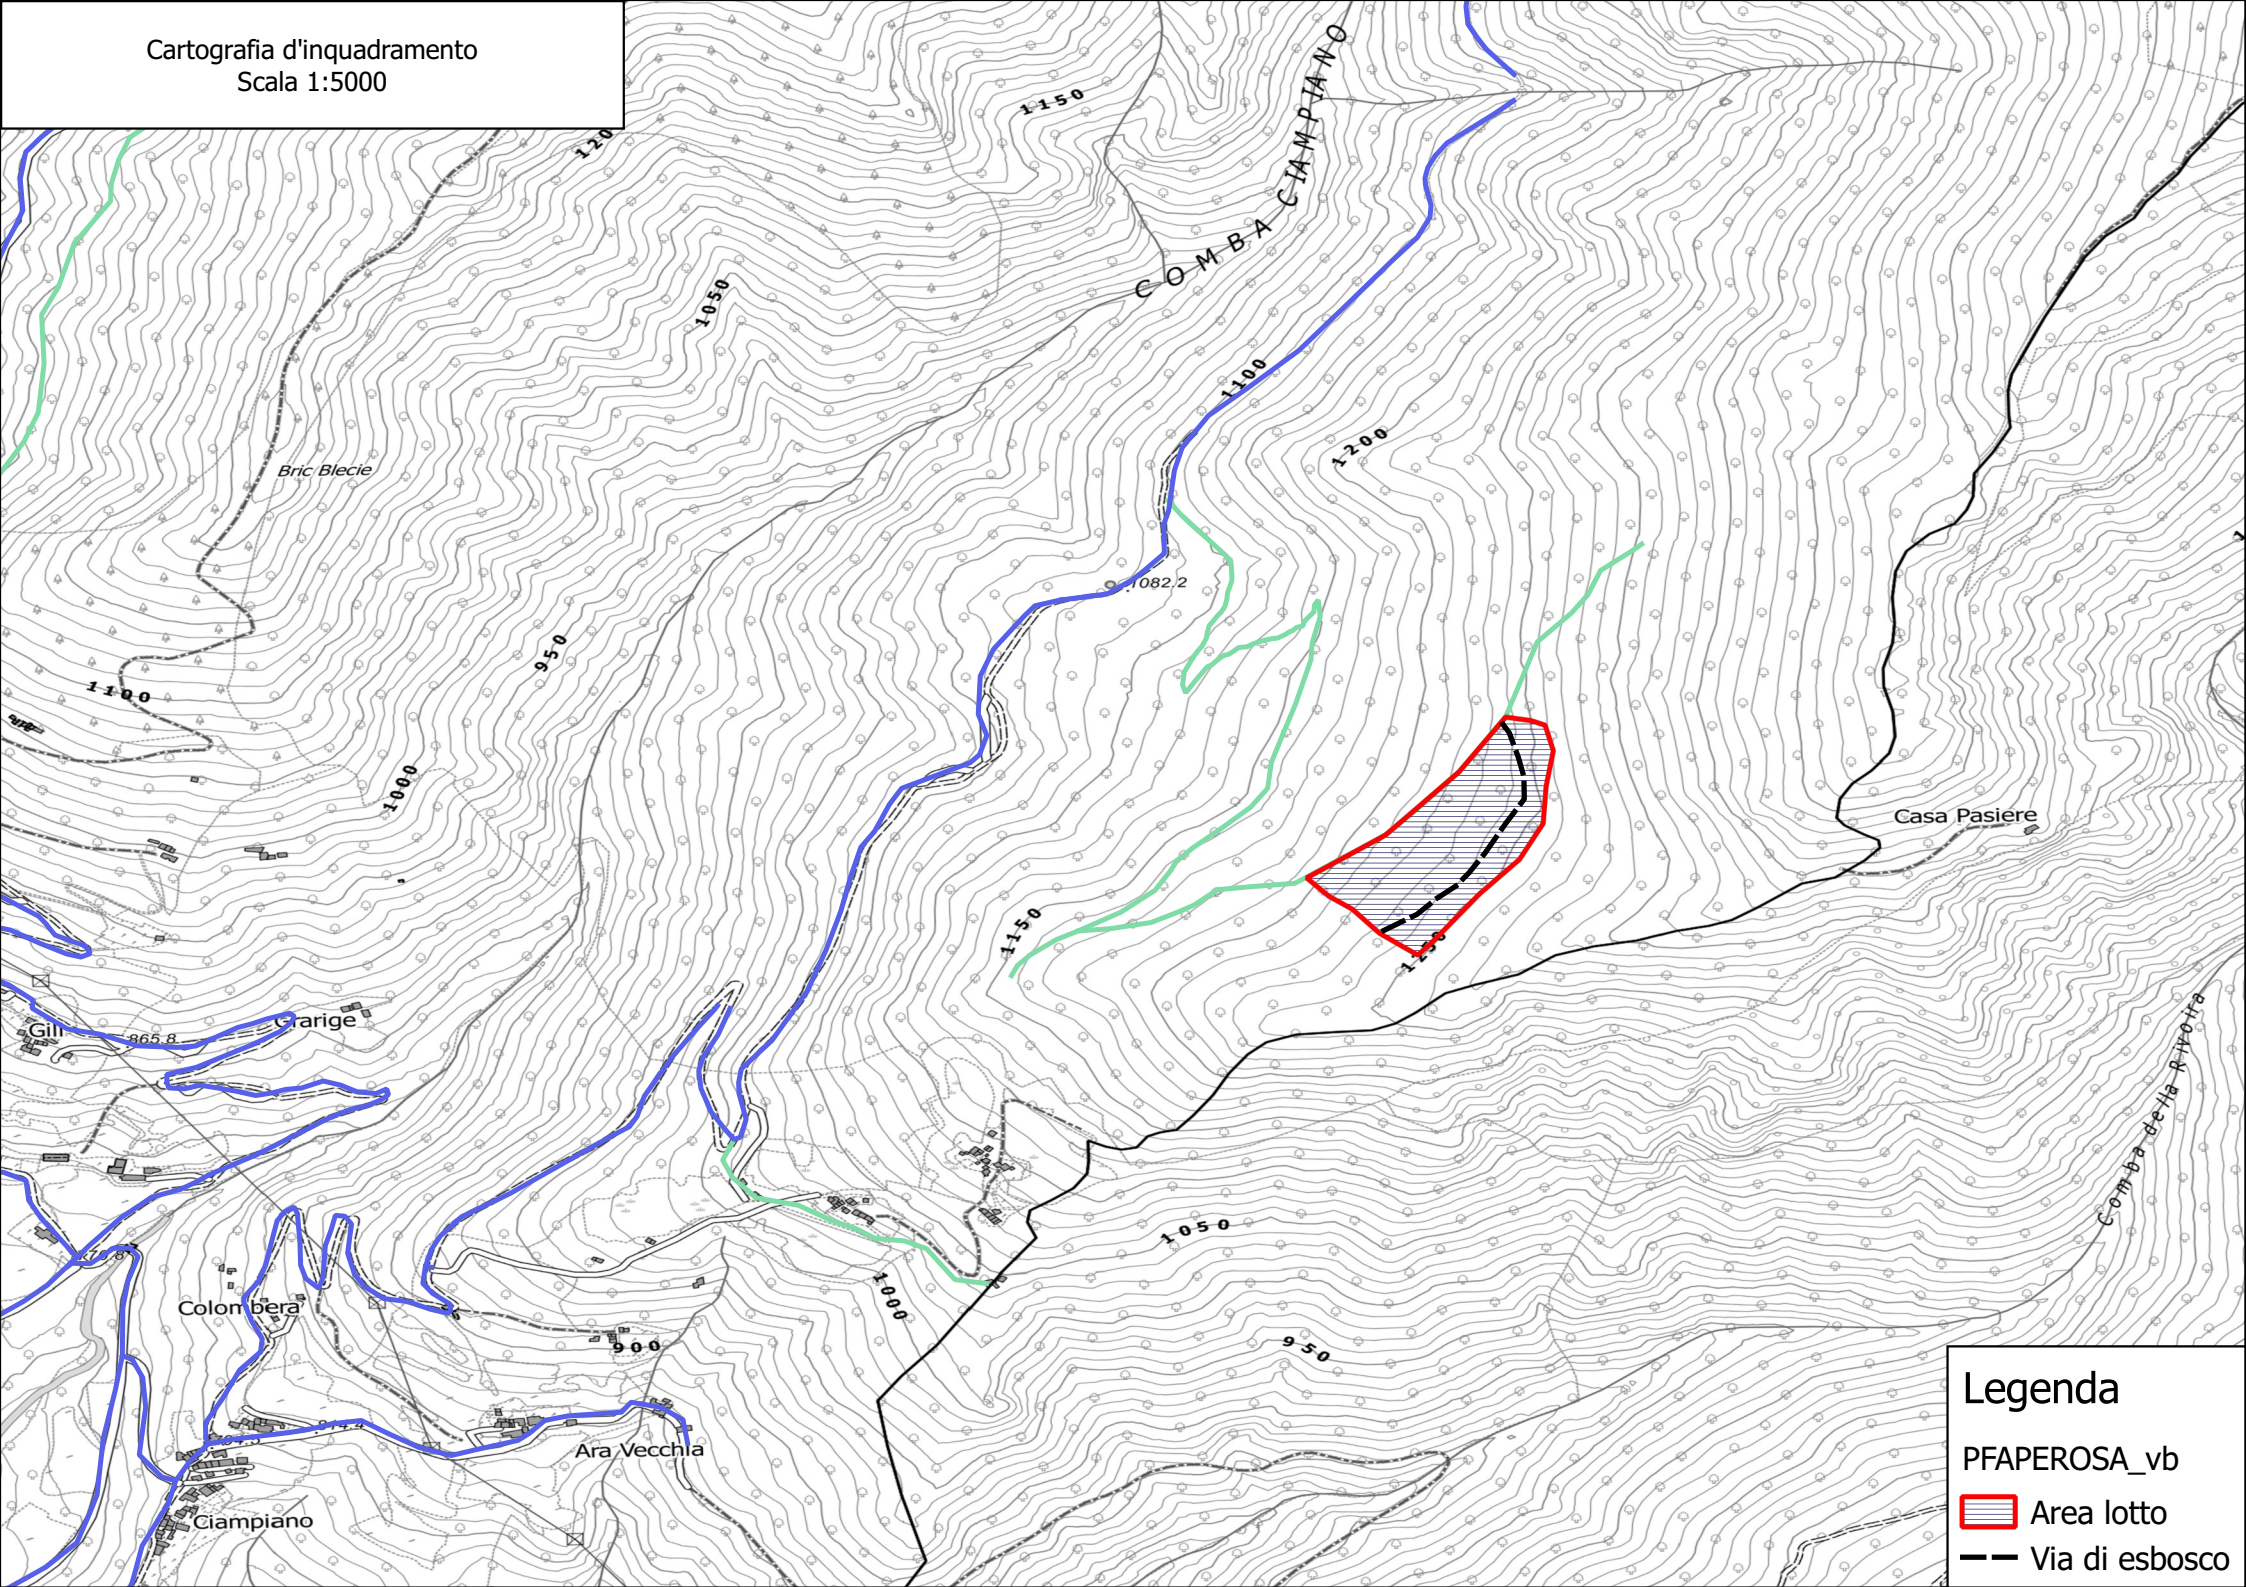 Cartografia d'inquadramento
Scala 1:5000
1150
COMBA CIAMPIANO
1050
1100
1200
Bric Blecie
1082.2
950
1100
1000
Casa Pasiere
1150
Gill
865.8
Grarige
Comba della Rivoira
1050
1000
Colombera
900
950
Ara Vecchia
Ciampiano
Legenda
PFAPEROSA_vb
Area lotto
Via di esbosco